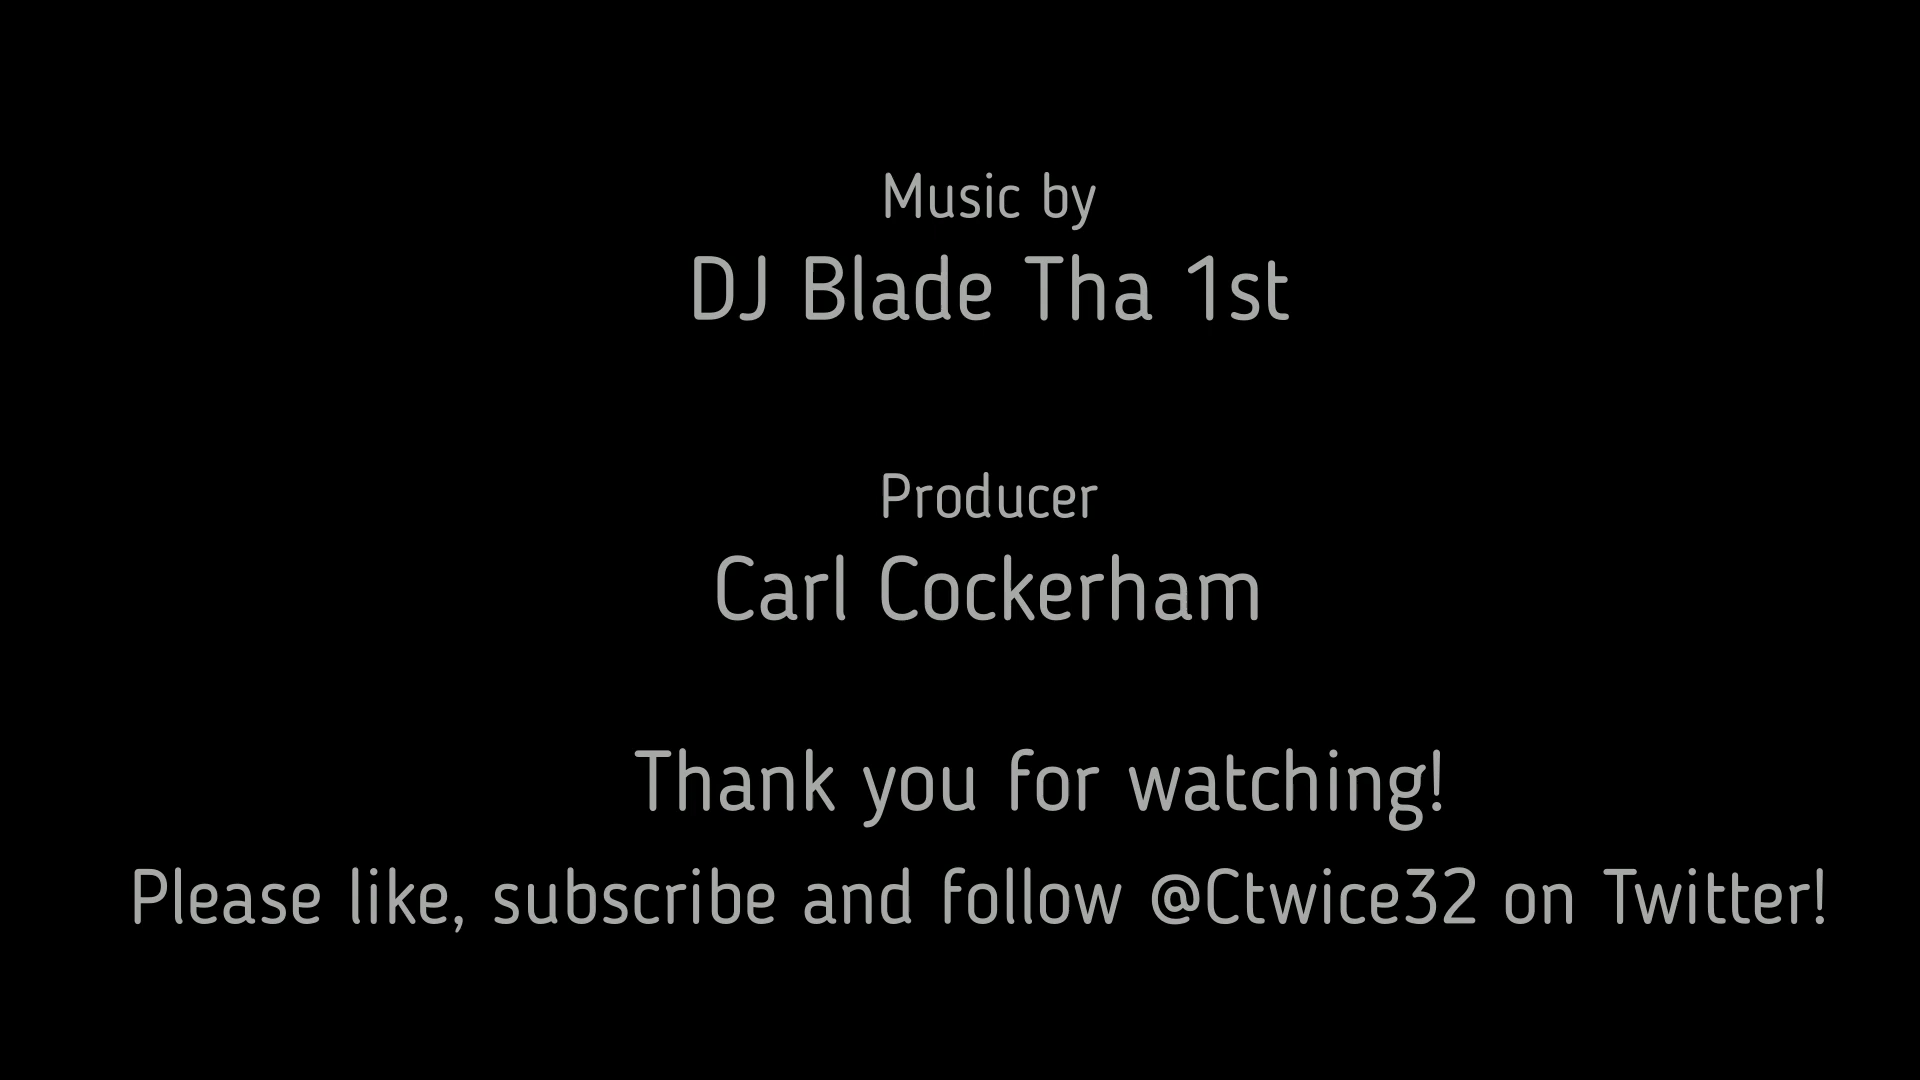 Music by
DJ Blade Tha 1st
Producer
Carl Cockerham
Thank you for watching!
Please like, subscribe and follow @Ctwice32 on Twitter!